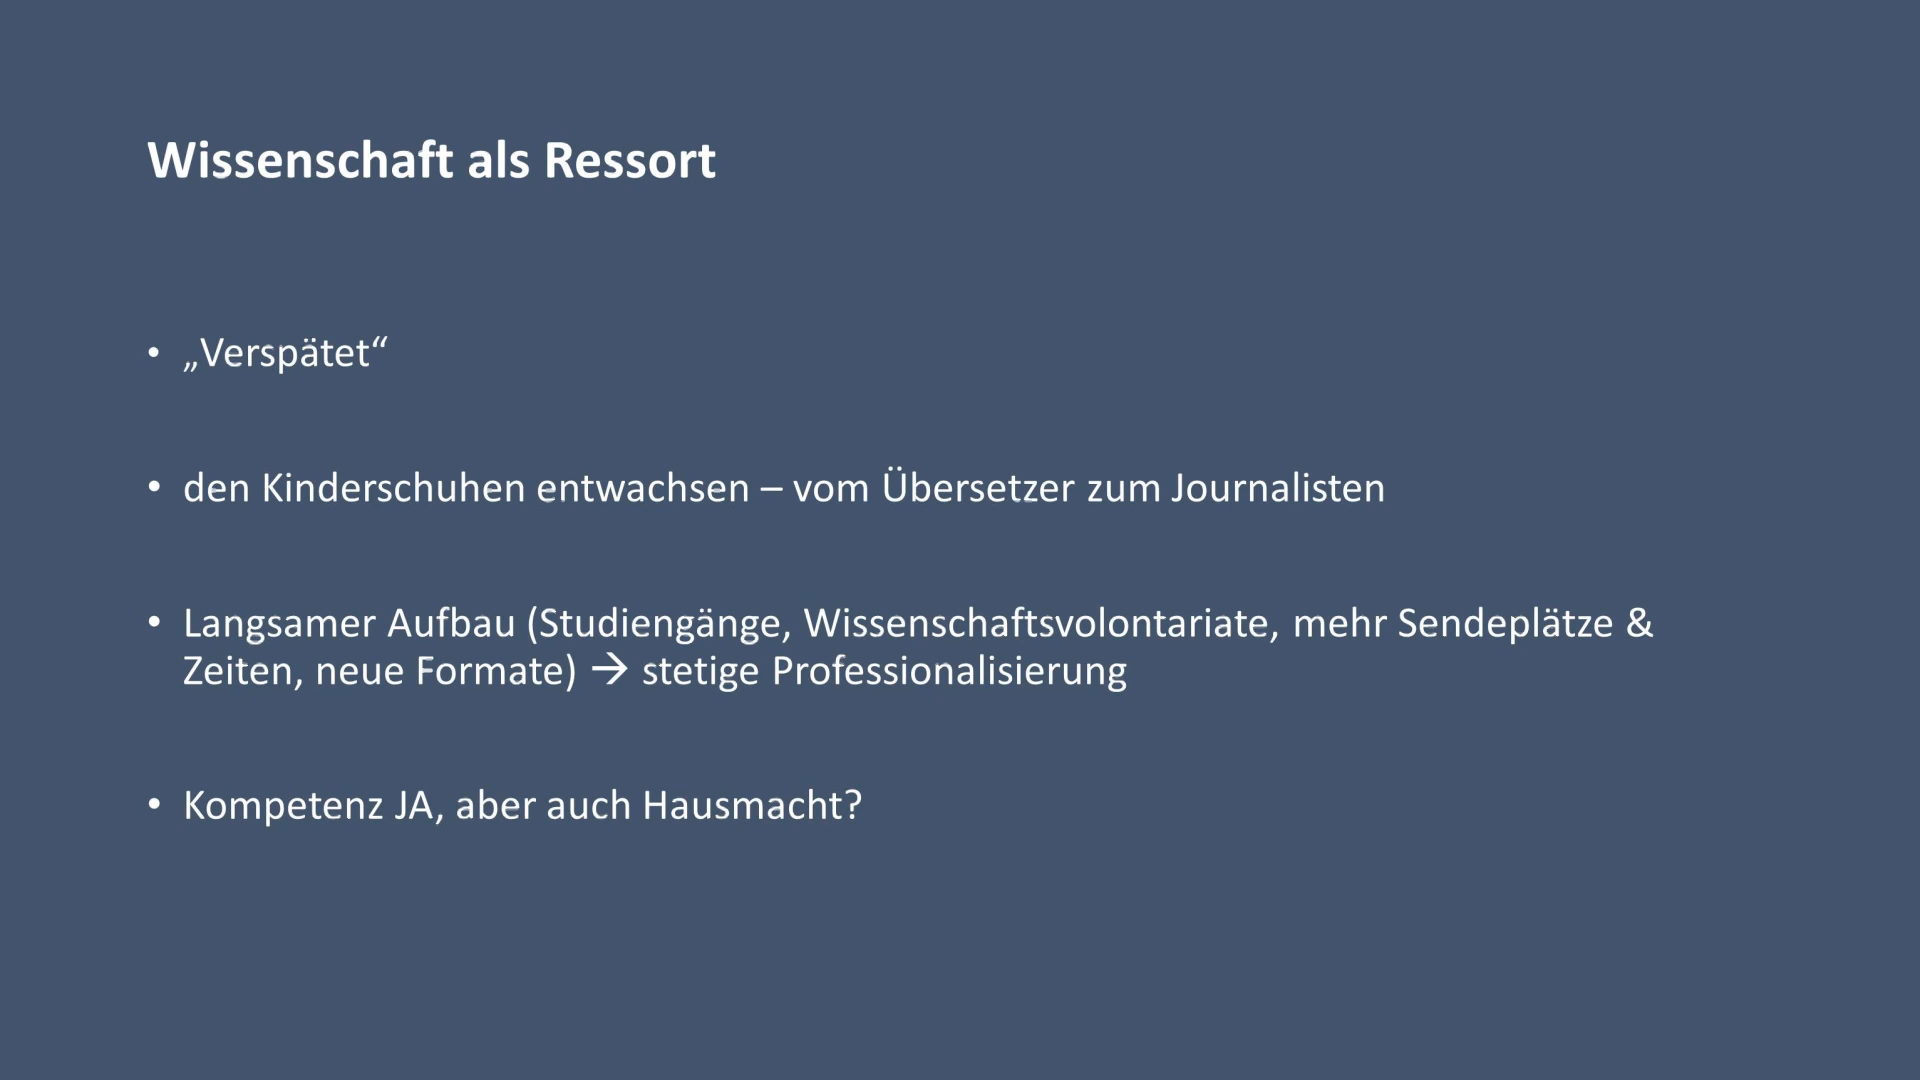 Wissenschaft als Ressort
• „Verspätet“
• den Kinderschuhen entwachsen – vom Übersetzer zum Journalisten
• Langsamer Aufbau (Studiengänge, Wissenschaftsvolontariate, mehr Sendeplätze &
Zeiten, neue Formate) → stetige Professionalisierung
• Kompetenz JA, aber auch Hausmacht?